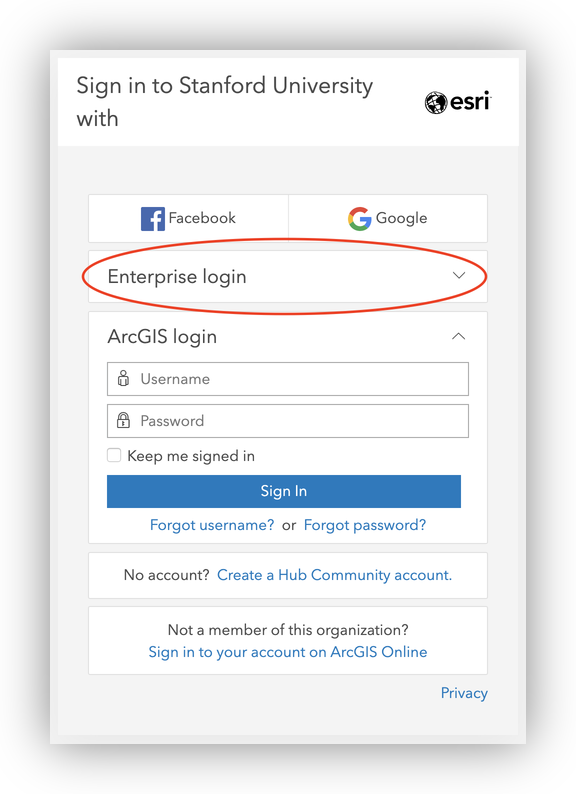 Sign in to Stanford University
with
esri
Facebook
Google
Enterprise login
ArcGIS login
Username
Password
Keep me signed in
Sign In
Forgot username? or Forgot password?
No account? Create a Hub Community account.
Not a member of this organization?
Sign in to your account on ArcGIS Online
Privacy